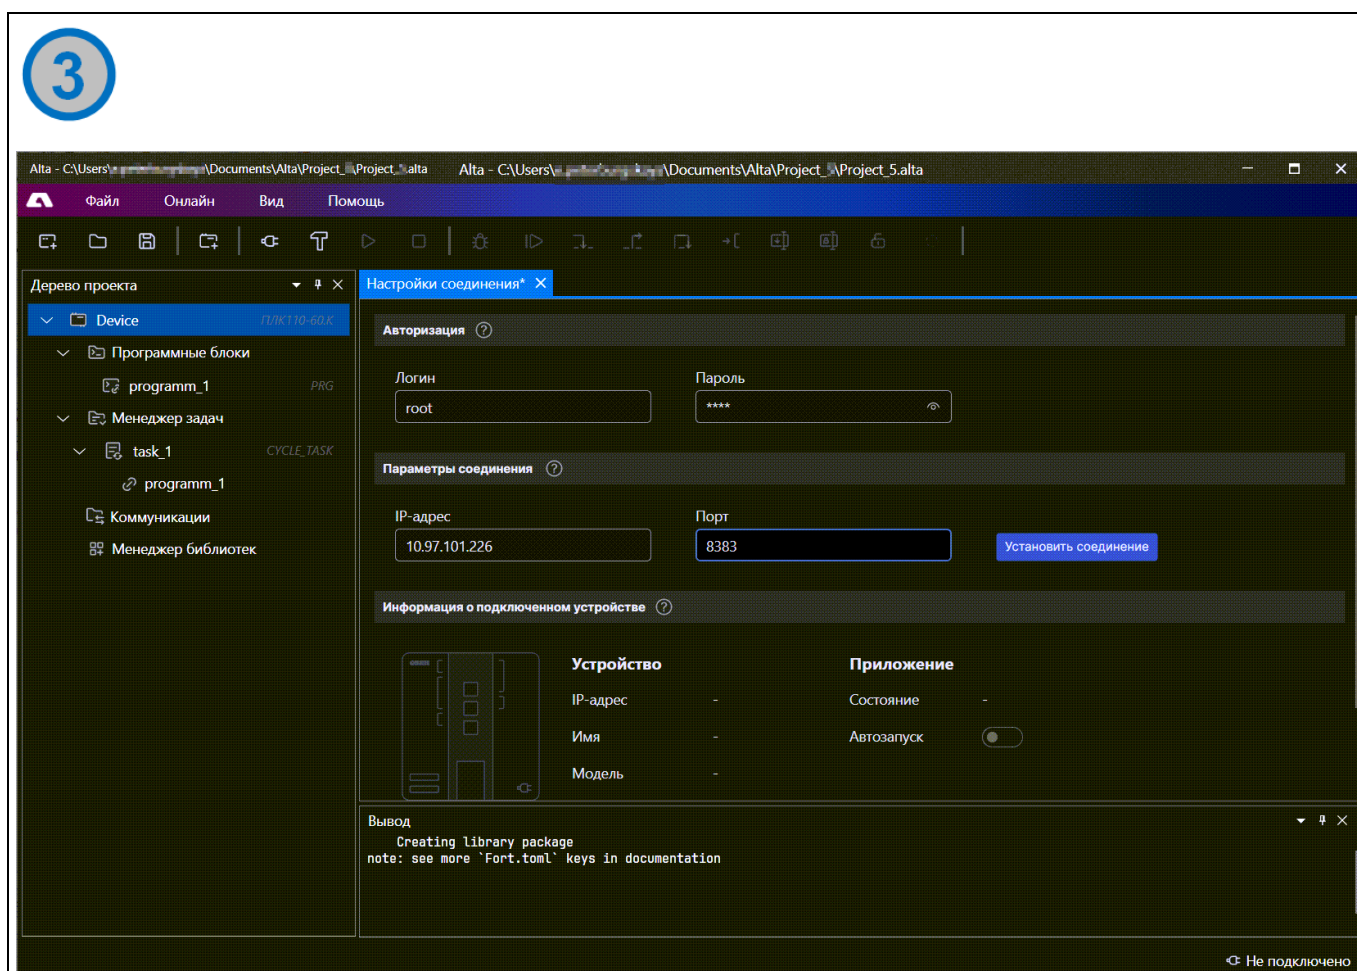 3
Alta - C:\Users\ \Documents\Alta\Project_ \Project_ .alta Alta - C:\Users\ \Documents\Alta\Project_ \Project_5.alta
Файл Онлайн Вид Помощь
Дерево проекта
Настройки соединения*
Device ПЛК110-60.К
Программные блоки
programm_1 PRG
Менеджер задач
task_1 CYCLE_TASK
programm_1
Коммуникации
Менеджер библиотек
Авторизация ?
Логин Пароль
root ****
Параметры соединения ?
IP-адрес Порт
10.97.101.226 8383 Установить соединение
Информация о подключенном устройстве ?
Устройство Приложение
IP-адрес - Состояние -
Имя - Автозапуск
Модель -
Вывод
Creating library package
note: see more `Fort.toml` keys in documentation
Не подключено